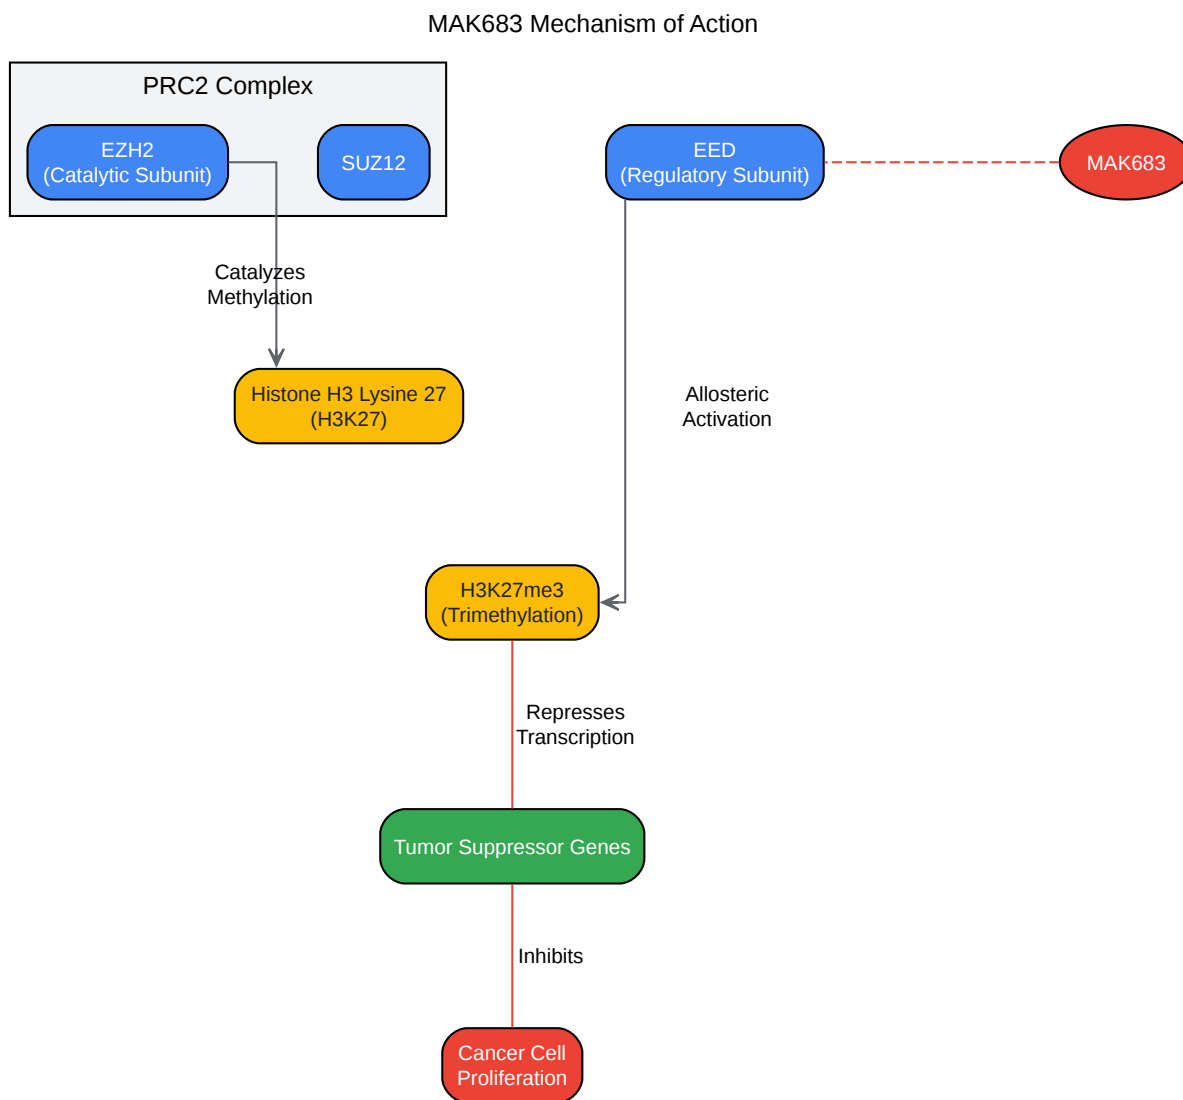 MAK683 Mechanism of Action
PRC2 Complex
EZH2
(Catalytic Subunit)
SUZ12
EED
(Regulatory Subunit)
MAK683
Catalyzes
Methylation
Histone H3 Lysine 27
(H3K27)
Allosteric
Activation
H3K27me3
(Trimethylation)
Represses
Transcription
Tumor Suppressor Genes
Inhibits
Cancer Cell
Proliferation